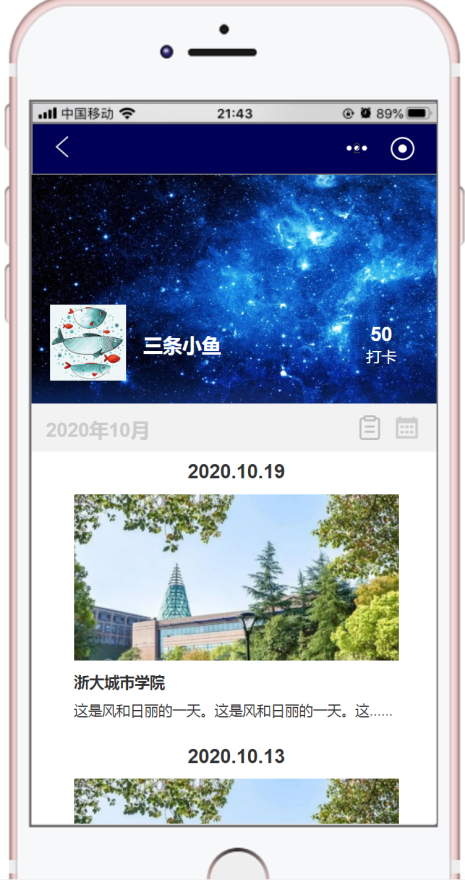 中国移动
21:43
89%
三条小鱼
50
打卡
2020年10月
2020.10.19
浙大城市学院
这是风和日丽的一天。这是风和日丽的一天。这……
2020.10.13